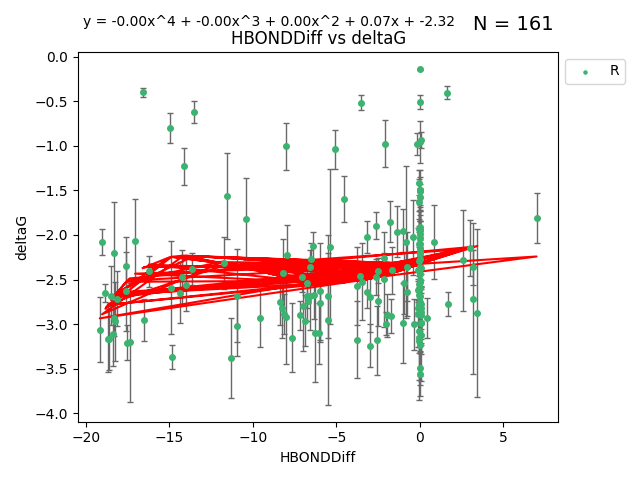 y = -0.00x^4 + -0.00x^3 + 0.00x^2 + 0.07x + -2.32
N = 161
HBONDDiff vs deltaG
R
deltaG
0.0
−0.5
−1.0
−1.5
−2.0
−2.5
−3.0
−3.5
−4.0
−20 −15 −10 −5 0 5
HBONDDiff